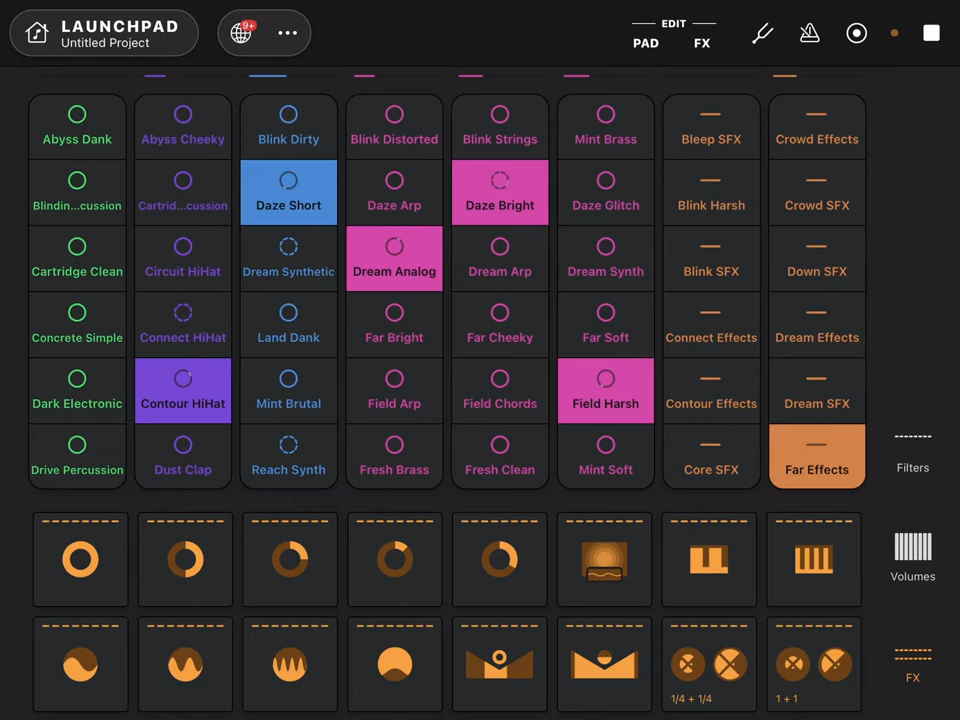 LAUNCHPAD
Untitled Project
9+
EDIT
PAD FX
Abyss Dank Abyss Cheeky Blink Dirty Blink Distorted Blink Strings Mint Brass Bleep SFX Crowd Effects
Blindin...cussion Cartrid...cussion Daze Short Daze Arp Daze Bright Daze Glitch Blink Harsh Crowd SFX
Cartridge Clean Circuit HiHat Dream Synthetic Dream Analog Dream Arp Dream Synth Blink SFX Down SFX
Concrete Simple Connect HiHat Land Dank Far Bright Far Cheeky Far Soft Connect Effects Dream Effects
Dark Electronic Contour HiHat Mint Brutal Field Arp Field Chords Field Harsh Contour Effects Dream SFX
Drive Percussion Dust Clap Reach Synth Fresh Brass Fresh Clean Mint Soft Core SFX Far Effects
Filters
Volumes
FX
1/4 + 1/4 1 + 1